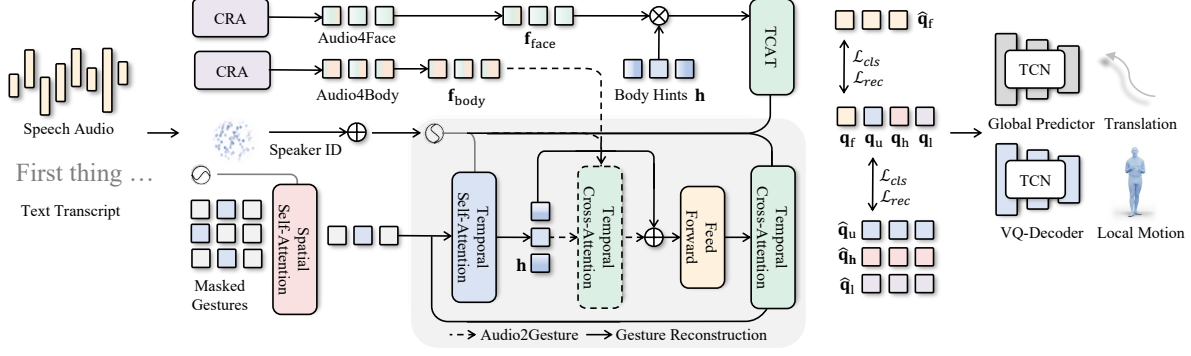 CRA
Audio4Face
f_face
CRA
Audio4Body
f_body
Body Hints h
TCAT
Speech Audio
First thing …
Text Transcript
Speaker ID
Masked
Gestures
Spatial
Self-Attention
Temporal
Self-Attention
h
Temporal
Cross-Attention
Feed
Forward
Temporal
Cross-Attention
Audio2Gesture
Gesture Reconstruction
q̂_f
ℒ_cls
ℒ_rec
q_f q_u q_h q_l
ℒ_cls
ℒ_rec
q̂_u
q̂_h
q̂_l
TCN
Global Predictor
Translation
TCN
VQ-Decoder
Local Motion